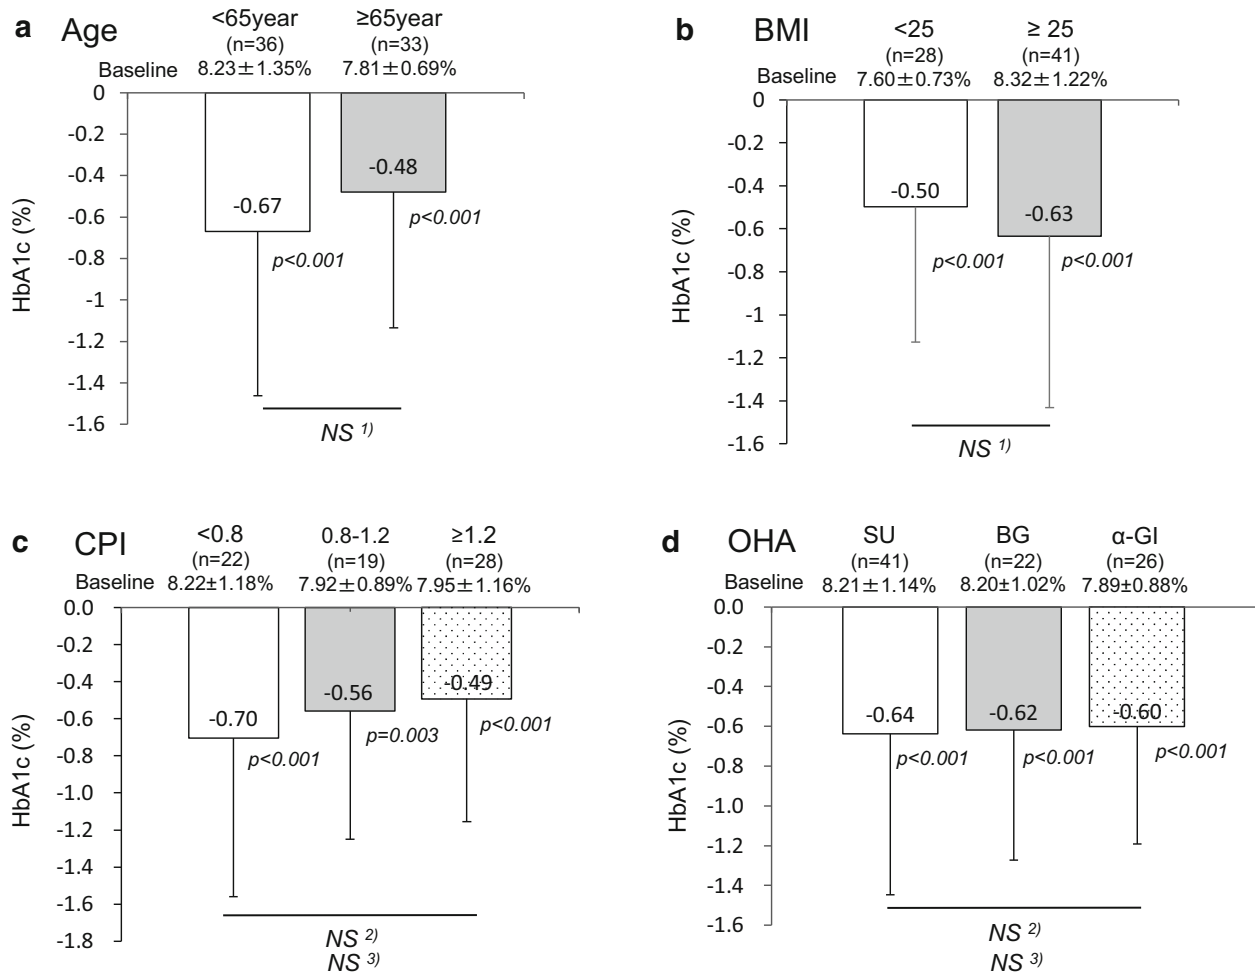 a Age
<65year ≥65year
(n=36) (n=33)
Baseline 8.23±1.35% 7.81±0.69%
HbA1c (%)
0
-0.2
-0.4
-0.6
-0.8
-1
-1.2
-1.4
-1.6
-0.67
-0.48
p<0.001
p<0.001
NS 1)
b BMI
<25 ≥ 25
(n=28) (n=41)
Baseline 7.60±0.73% 8.32±1.22%
HbA1c (%)
0
-0.2
-0.4
-0.6
-0.8
-1
-1.2
-1.4
-1.6
-0.50
-0.63
p<0.001
p<0.001
NS 1)
c CPI
<0.8 0.8-1.2 ≥1.2
(n=22) (n=19) (n=28)
Baseline 8.22±1.18% 7.92±0.89% 7.95±1.16%
HbA1c (%)
0.0
-0.2
-0.4
-0.6
-0.8
-1.0
-1.2
-1.4
-1.6
-1.8
-0.70
-0.56
-0.49
p<0.001
p=0.003
p<0.001
NS 2)
NS 3)
d OHA
SU BG α-GI
(n=41) (n=22) (n=26)
Baseline 8.21±1.14% 8.20±1.02% 7.89±0.88%
HbA1c (%)
0.0
-0.2
-0.4
-0.6
-0.8
-1.0
-1.2
-1.4
-1.6
-0.64
-0.62
-0.60
p<0.001
p<0.001
p<0.001
NS 2)
NS 3)